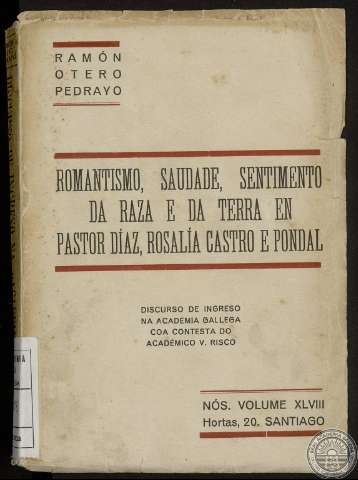 RAMÓN
OTERO
PEDRAYO
ROMANTISMO, SAUDADE, SENTIMENTO
DA RAZA E DA TERRA EN
PASTOR DÍAZ, ROSALÍA CASTRO E PONDAL
DISCURSO DE INGRESO
NA ACADEMIA GALLEGA
COA CONTESTA DO
ACADÉMICO V. RISCO
NÓS. VOLUME XLVIII
Hortas, 20. SANTIAGO